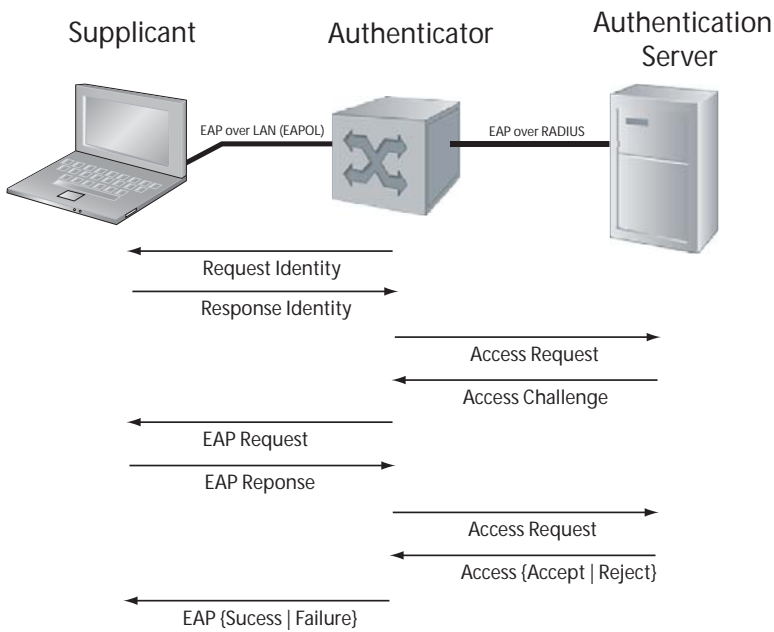 Supplicant
Authenticator
Authentication
Server
EAP over LAN (EAPOL)
EAP over RADIUS
Request Identity
Response Identity
Access Request
Access Challenge
EAP Request
EAP Reponse
Access Request
Access {Accept | Reject}
EAP {Sucess | Failure}